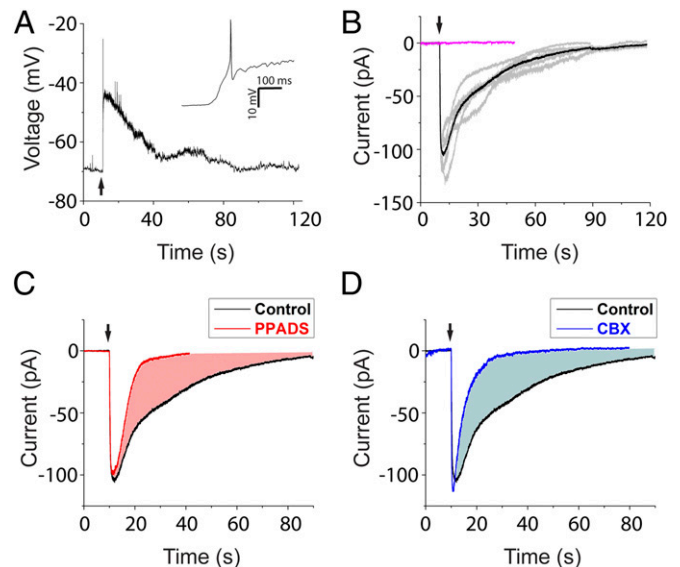 A
-20
-40
-60
-80
Voltage (mV)
0 40 80 120
Time (s)
100 ms
10 mV
B
0
-50
-100
-150
Current (pA)
0 30 60 90 120
Time (s)
C
Control
PPADS
0
-50
-100
Current (pA)
0 20 40 60 80
Time (s)
D
Control
CBX
0
-50
-100
Current (pA)
0 20 40 60 80
Time (s)